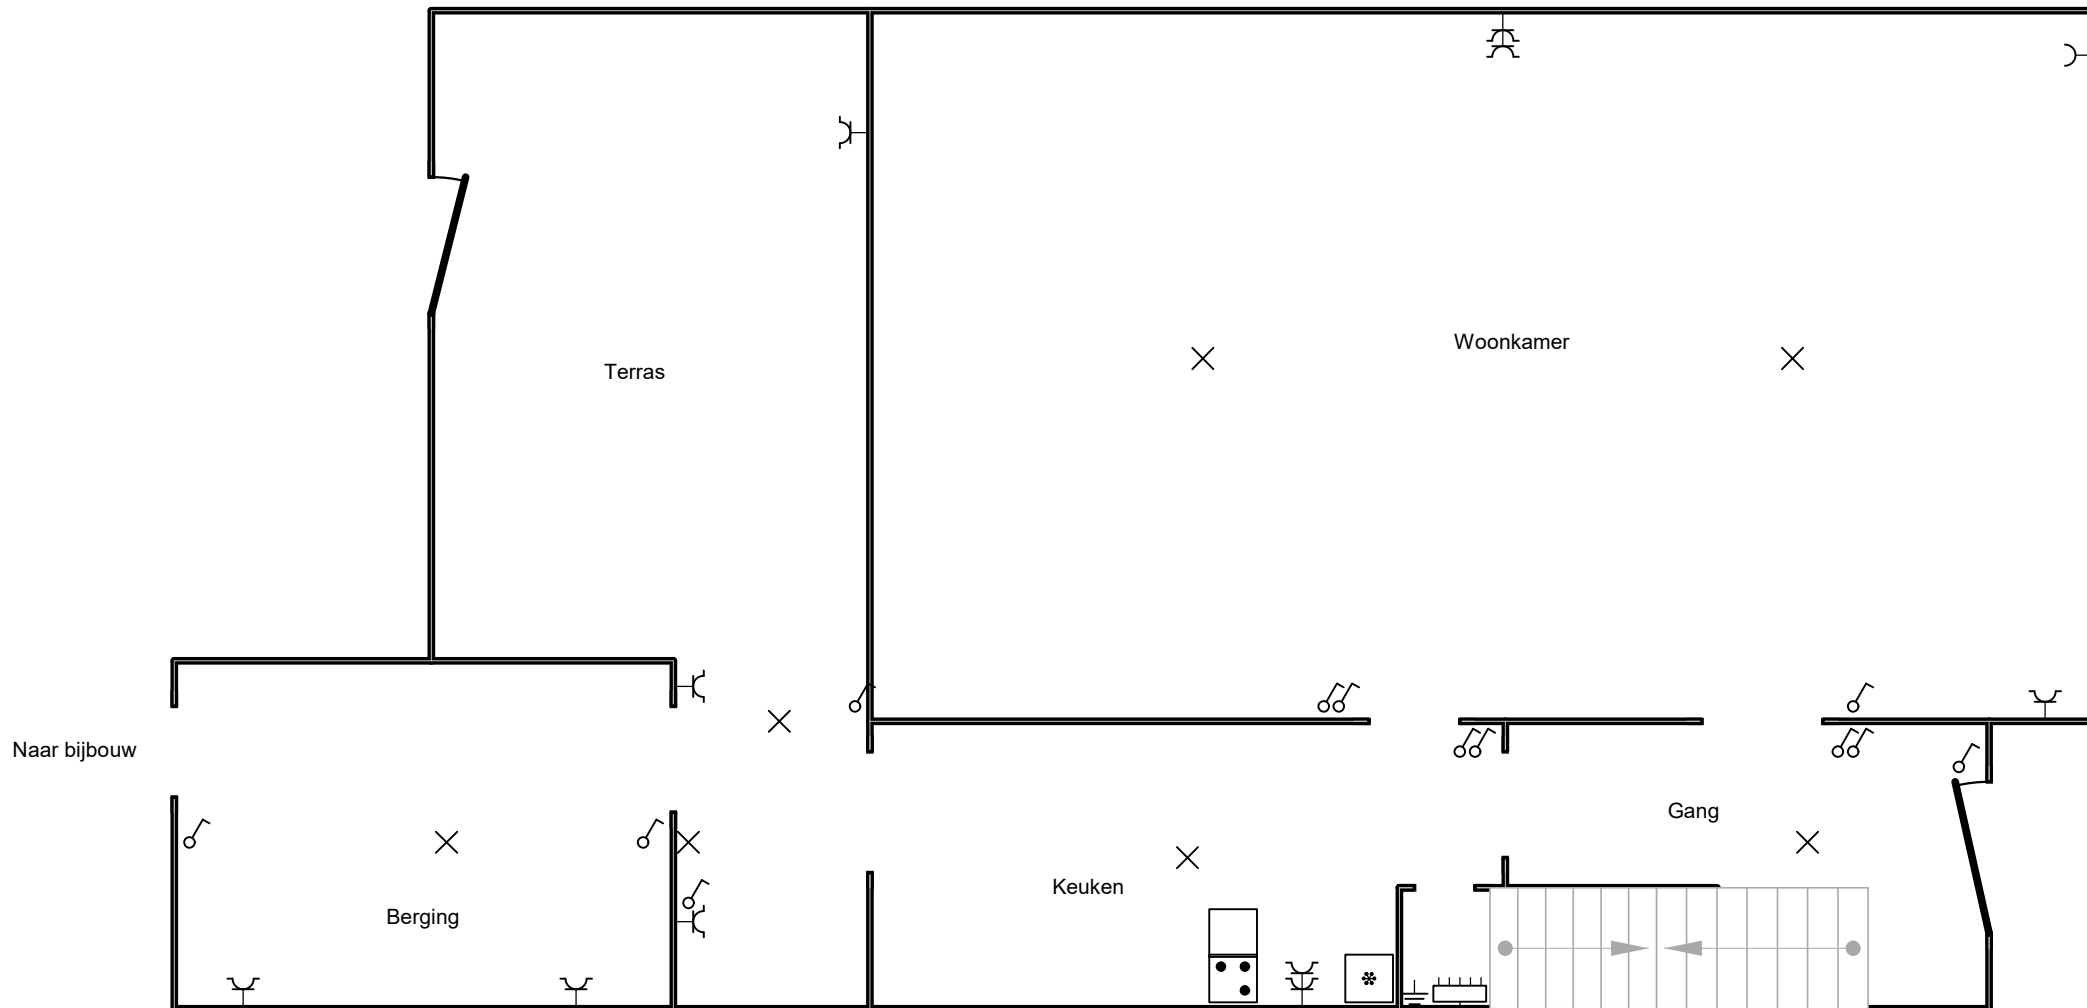 Woonkamer
Terras
Naar bijbouw
Gang
Keuken
Berging